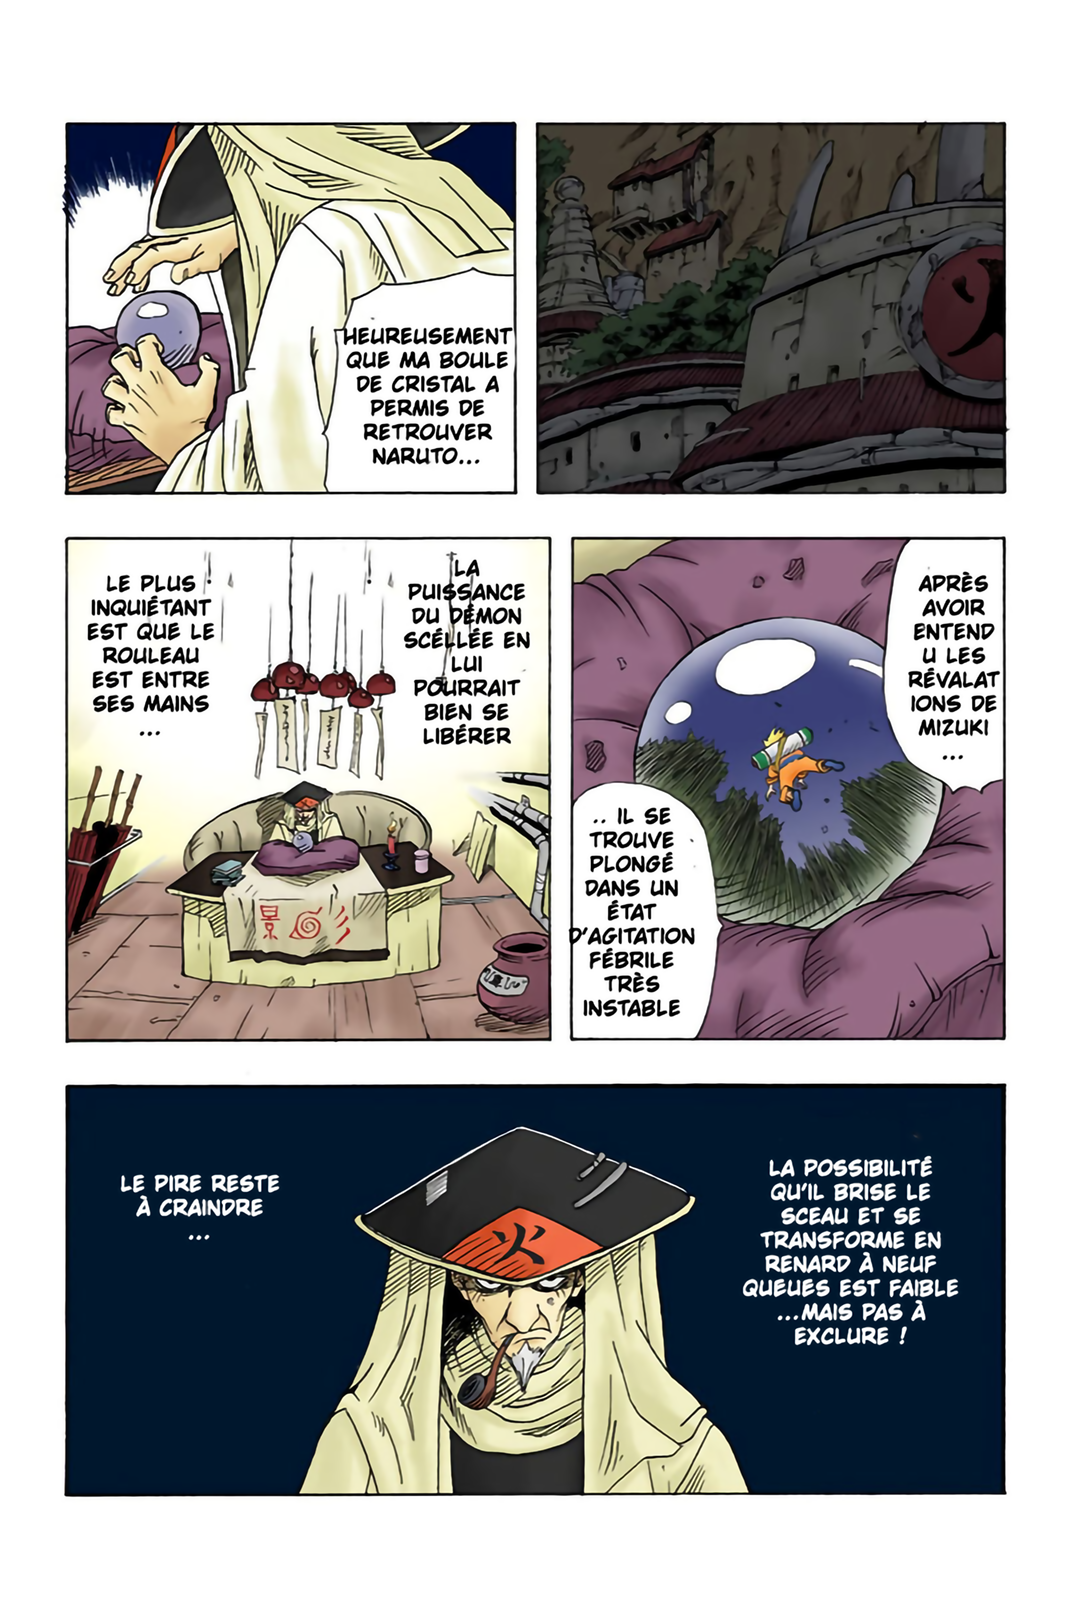 HEUREUSEMENT
QUE MA BOULE
DE CRISTAL A
PERMIS DE
RETROUVER
NARUTO...
APRÈS
AVOIR
ENTEND
U LES
RÉVALAT
IONS DE
MIZUKI
...
.. IL SE
TROUVE
PLONGÉ
DANS UN
ÉTAT
D'AGITATION
FÉBRILE
TRÈS
INSTABLE
LA
PUISSANCE
DU DÉMON
SCÉLLÉE EN
LUI
POURRAIT
BIEN SE
LIBÉRER
LE PLUS
INQUIÉTANT
EST QUE LE
ROULEAU
EST ENTRE
SES MAINS
...
景 彡
LA POSSIBILITÉ
QU'IL BRISE LE
SCEAU ET SE
TRANSFORME EN
RENARD À NEUF
QUEUES EST FAIBLE
...MAIS PAS À
EXCLURE !
LE PIRE RESTE
À CRAINDRE
...
火